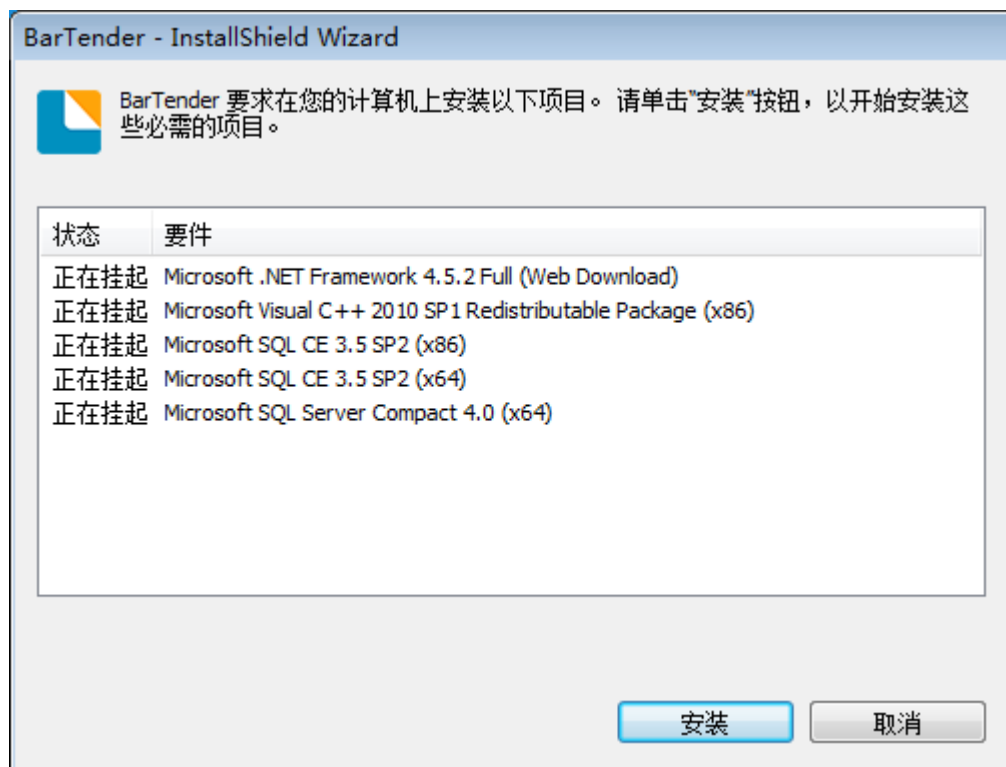 BarTender - InstallShield Wizard
BarTender 要求在您的计算机上安装以下项目。 请单击"安装"按钮，以开始安装这
些必需的项目。
状态 要件
正在挂起 Microsoft .NET Framework 4.5.2 Full (Web Download)
正在挂起 Microsoft Visual C++ 2010 SP1 Redistributable Package (x86)
正在挂起 Microsoft SQL CE 3.5 SP2 (x86)
正在挂起 Microsoft SQL CE 3.5 SP2 (x64)
正在挂起 Microsoft SQL Server Compact 4.0 (x64)
安装 取消